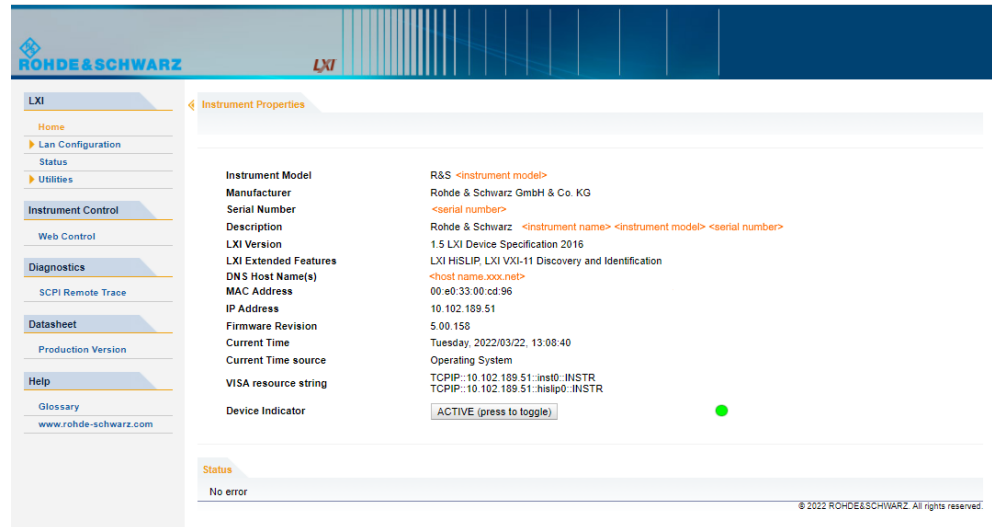 ROHDE&SCHWARZ
LXI
LXI
Home
Lan Configuration
Status
Utilities
Instrument Control
Web Control
Diagnostics
SCPI Remote Trace
Datasheet
Production Version
Help
Glossary
www.rohde-schwarz.com
Instrument Properties
Instrument Model R&S <instrument model>
Manufacturer Rohde & Schwarz GmbH & Co. KG
Serial Number <serial number>
Description Rohde & Schwarz <instrument name> <instrument model> <serial number>
LXI Version 1.5 LXI Device Specification 2016
LXI Extended Features LXI HiSLIP, LXI VXI-11 Discovery and Identification
DNS Host Name(s) <host name.xxx.net>
MAC Address 00:e0:33:00:cd:96
IP Address 10.102.189.51
Firmware Revision 5.00.158
Current Time Tuesday, 2022/03/22, 13:08:40
Current Time source Operating System
VISA resource string TCPIP::10.102.189.51::inst0::INSTR
TCPIP::10.102.189.51::hislip0::INSTR
Device Indicator ACTIVE (press to toggle)
Status
No error
© 2022 ROHDE&SCHWARZ. All rights reserved.